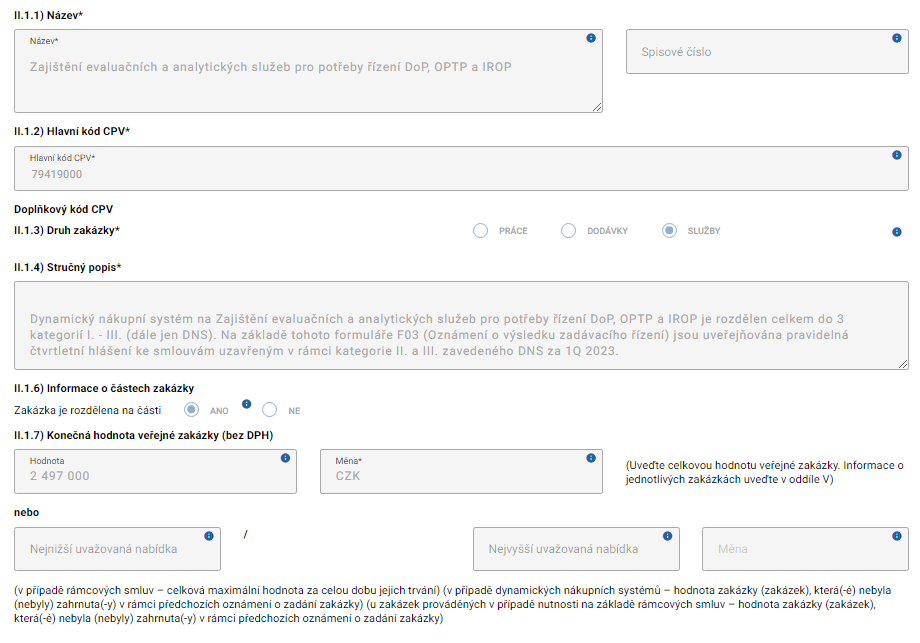 II.1.1) Název*
Název*
Zajištění evaluačních a analytických služeb pro potřeby řízení DoP, OPTP a IROP
Spisové číslo
II.1.2) Hlavní kód CPV*
Hlavní kód CPV*
79419000
Doplňkový kód CPV
II.1.3) Druh zakázky*
PRÁCE
DODÁVKY
SLUŽBY
II.1.4) Stručný popis*
Dynamický nákupní systém na Zajištění evaluačních a analytických služeb pro potřeby řízení DoP, OPTP a IROP je rozdělen celkem do 3
kategorií I. - III. (dále jen DNS). Na základě tohoto formuláře F03 (Oznámení o výsledku zadávacího řízení) jsou uveřejňována pravidelná
čtvrtletní hlášení ke smlouvám uzavřeným v rámci kategorie II. a III. zavedeného DNS za 1Q 2023.
II.1.6) Informace o částech zakázky
Zakázka je rozdělena na části
ANO
NE
II.1.7) Konečná hodnota veřejné zakázky (bez DPH)
Hodnota
2 497 000
Měna*
CZK
(Uveďte celkovou hodnotu veřejné zakázky. Informace o
jednotlivých zakázkách uveďte v oddíle V)
nebo
Nejnižší uvažovaná nabídka
/
Nejvyšší uvažovaná nabídka
Měna
(v případě rámcových smluv – celková maximální hodnota za celou dobu jejich trvání) (v případě dynamických nákupních systémů – hodnota zakázky (zakázek), která(-é) nebyla
(nebyly) zahrnuta(-y) v rámci předchozích oznámení o zadání zakázky) (u zakázek prováděných v případě nutnosti na základě rámcových smluv – hodnota zakázky (zakázek),
která(-é) nebyla (nebyly) zahrnuta(-y) v rámci předchozích oznámení o zadání zakázky)